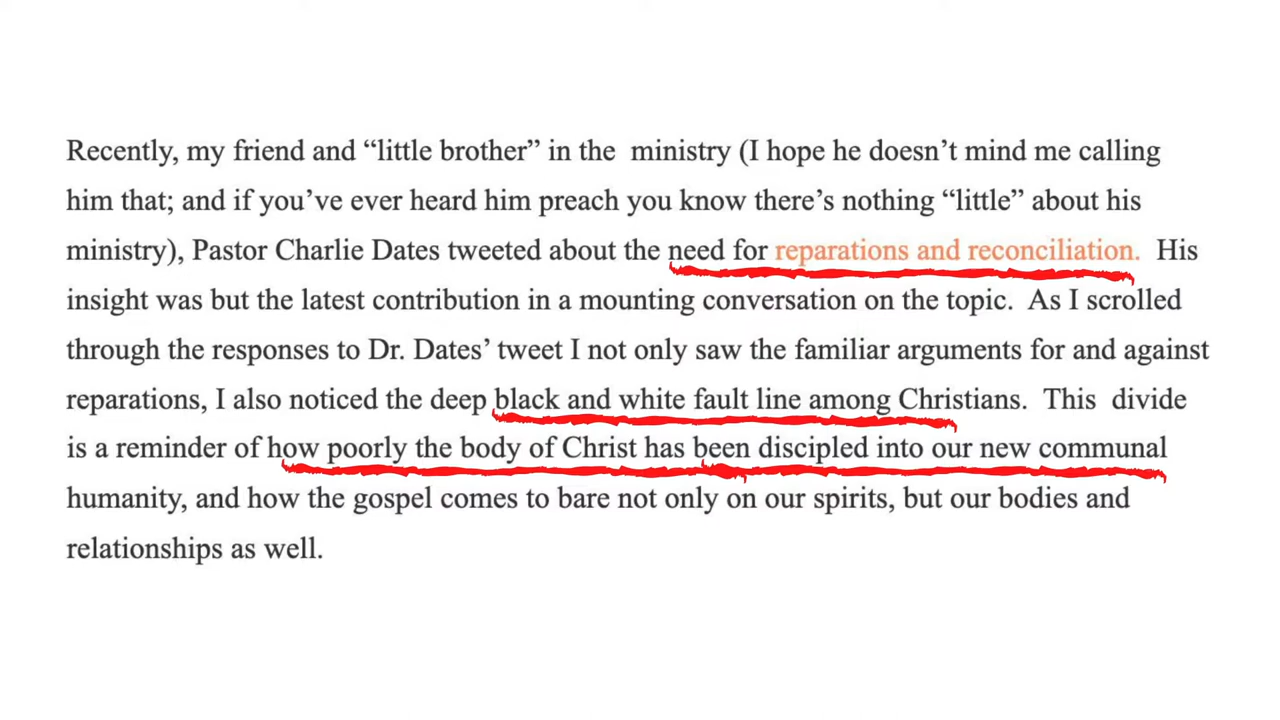 Recently, my friend and “little brother” in the ministry (I hope he doesn’t mind me calling
him that; and if you’ve ever heard him preach you know there’s nothing “little” about his
ministry), Pastor Charlie Dates tweeted about the need for reparations and reconciliation. His
insight was but the latest contribution in a mounting conversation on the topic. As I scrolled
through the responses to Dr. Dates’ tweet I not only saw the familiar arguments for and against
reparations, I also noticed the deep black and white fault line among Christians. This divide
is a reminder of how poorly the body of Christ has been discipled into our new communal
humanity, and how the gospel comes to bare not only on our spirits, but our bodies and
relationships as well.